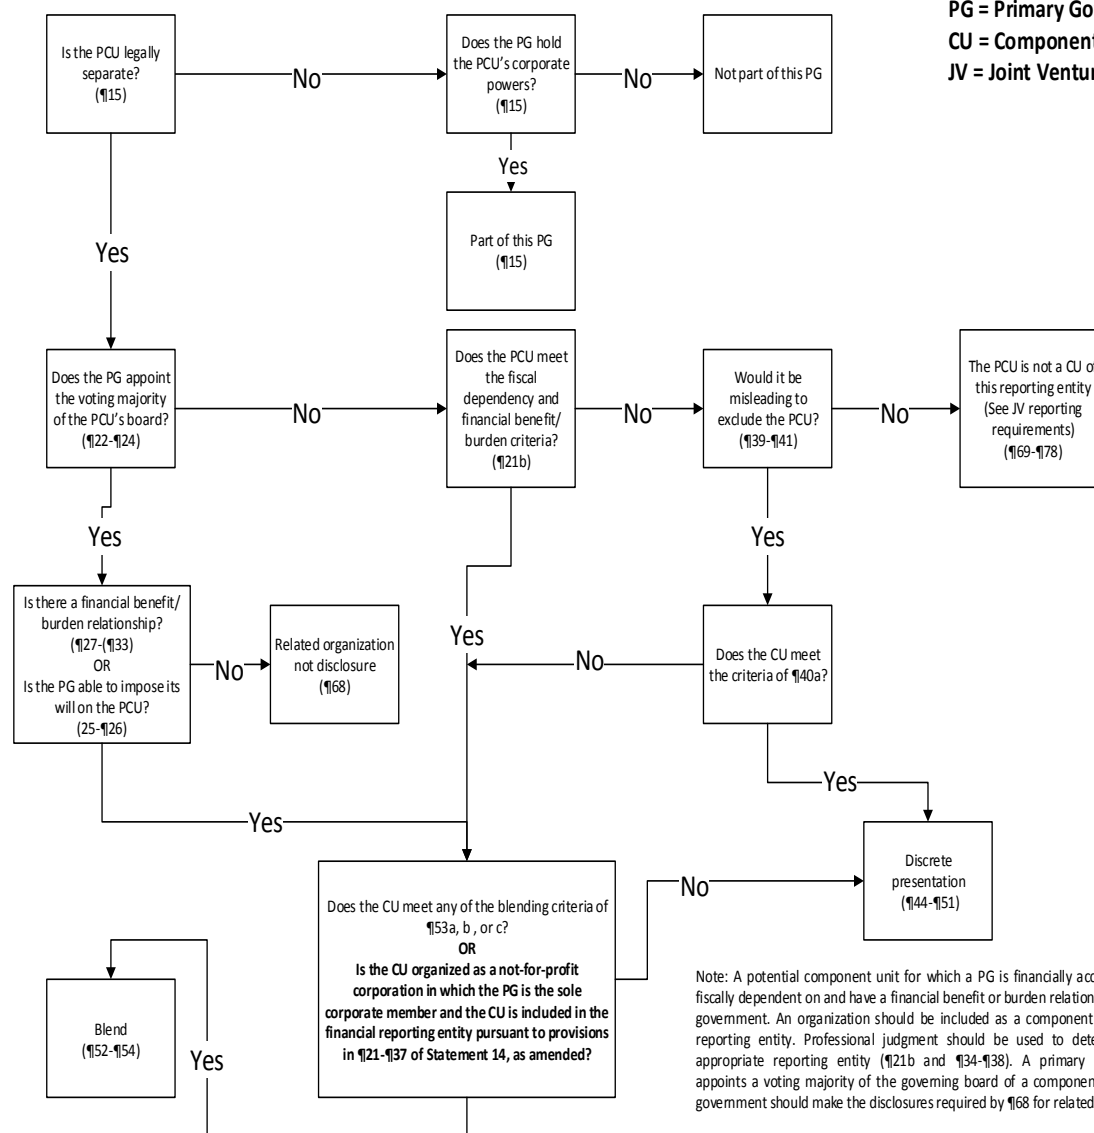 PG = Primary Go
CU = Component
JV = Joint Ventur
Is the PCU legally
separate?
(¶15)
No
Does the PG hold
the PCU's corporate
powers?
(¶15)
No
Not part of this PG
Yes
Part of this PG
(¶15)
Yes
Does the PG appoint
the voting majority
of the PCU's board?
(¶22-¶24)
No
Does the PCU meet
the fiscal
dependency and
financial benefit/
burden criteria?
(¶21b)
No
Would it be
misleading to
exclude the PCU?
(¶39-¶41)
No
The PCU is not a CU of
this reporting entity
(See JV reporting
requirements)
(¶69-¶78)
Yes
Yes
Is there a financial benefit/
burden relationship?
(¶27-(¶33)
OR
Is the PG able to impose its
will on the PCU?
(25-¶26)
No
Related organization
not disclosure
(¶68)
Yes
No
Does the CU meet
the criteria of ¶40a?
Yes
Yes
Discrete
presentation
(¶44-¶51)
Does the CU meet any of the blending criteria of
¶53a, b , or c?
OR
Is the CU organized as a not-for-profit
corporation in which the PG is the sole
corporate member and the CU is included in the
financial reporting entity pursuant to provisions
in ¶21-¶37 of Statement 14, as amended?
No
Blend
(¶52-¶54)
Yes
Note: A potential component unit for which a PG is financially acc
fiscally dependent on and have a financial benefit or burden relation
government. An organization should be included as a component
reporting entity. Professional judgment should be used to dete
appropriate reporting entity (¶21b and ¶34-¶38). A primary
appoints a voting majority of the governing board of a componen
government should make the disclosures required by ¶68 for related